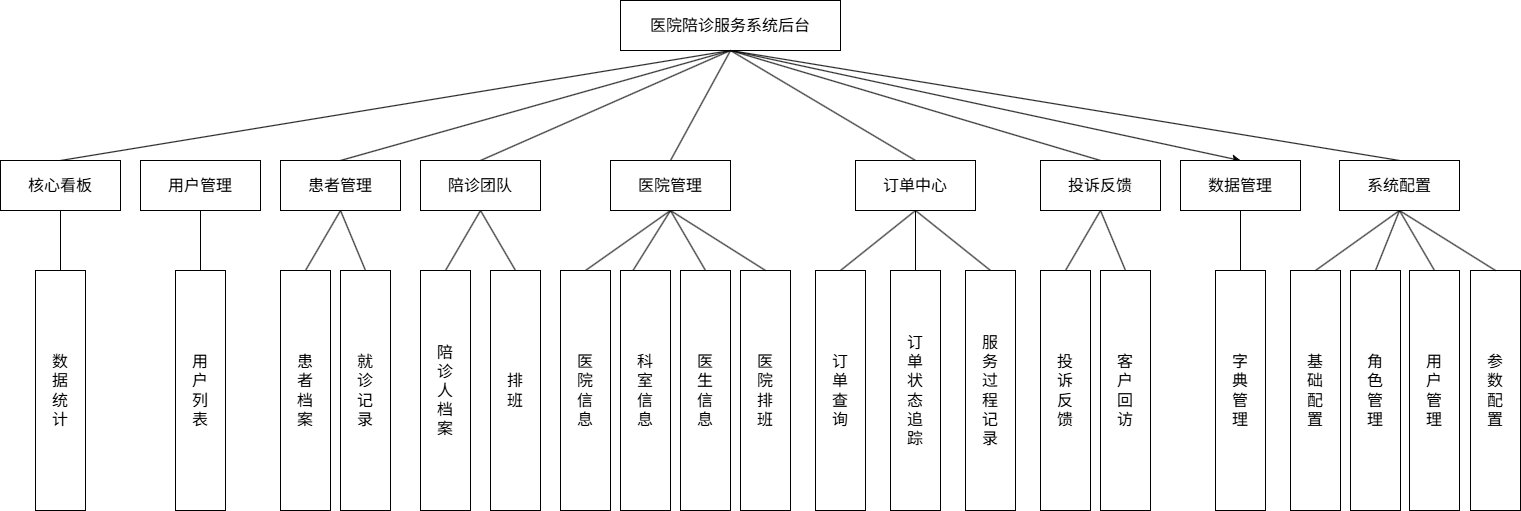 医院陪诊服务系统后台
核心看板
用户管理
患者管理
陪诊团队
医院管理
订单中心
投诉反馈
数据管理
系统配置
数据统计
用户列表
患者档案
就诊记录
陪诊人档案
排班
医院信息
科室信息
医生信息
医院排班
订单查询
订单状态追踪
服务过程记录
投诉反馈
客户回访
字典管理
基础配置
角色管理
用户管理
参数配置